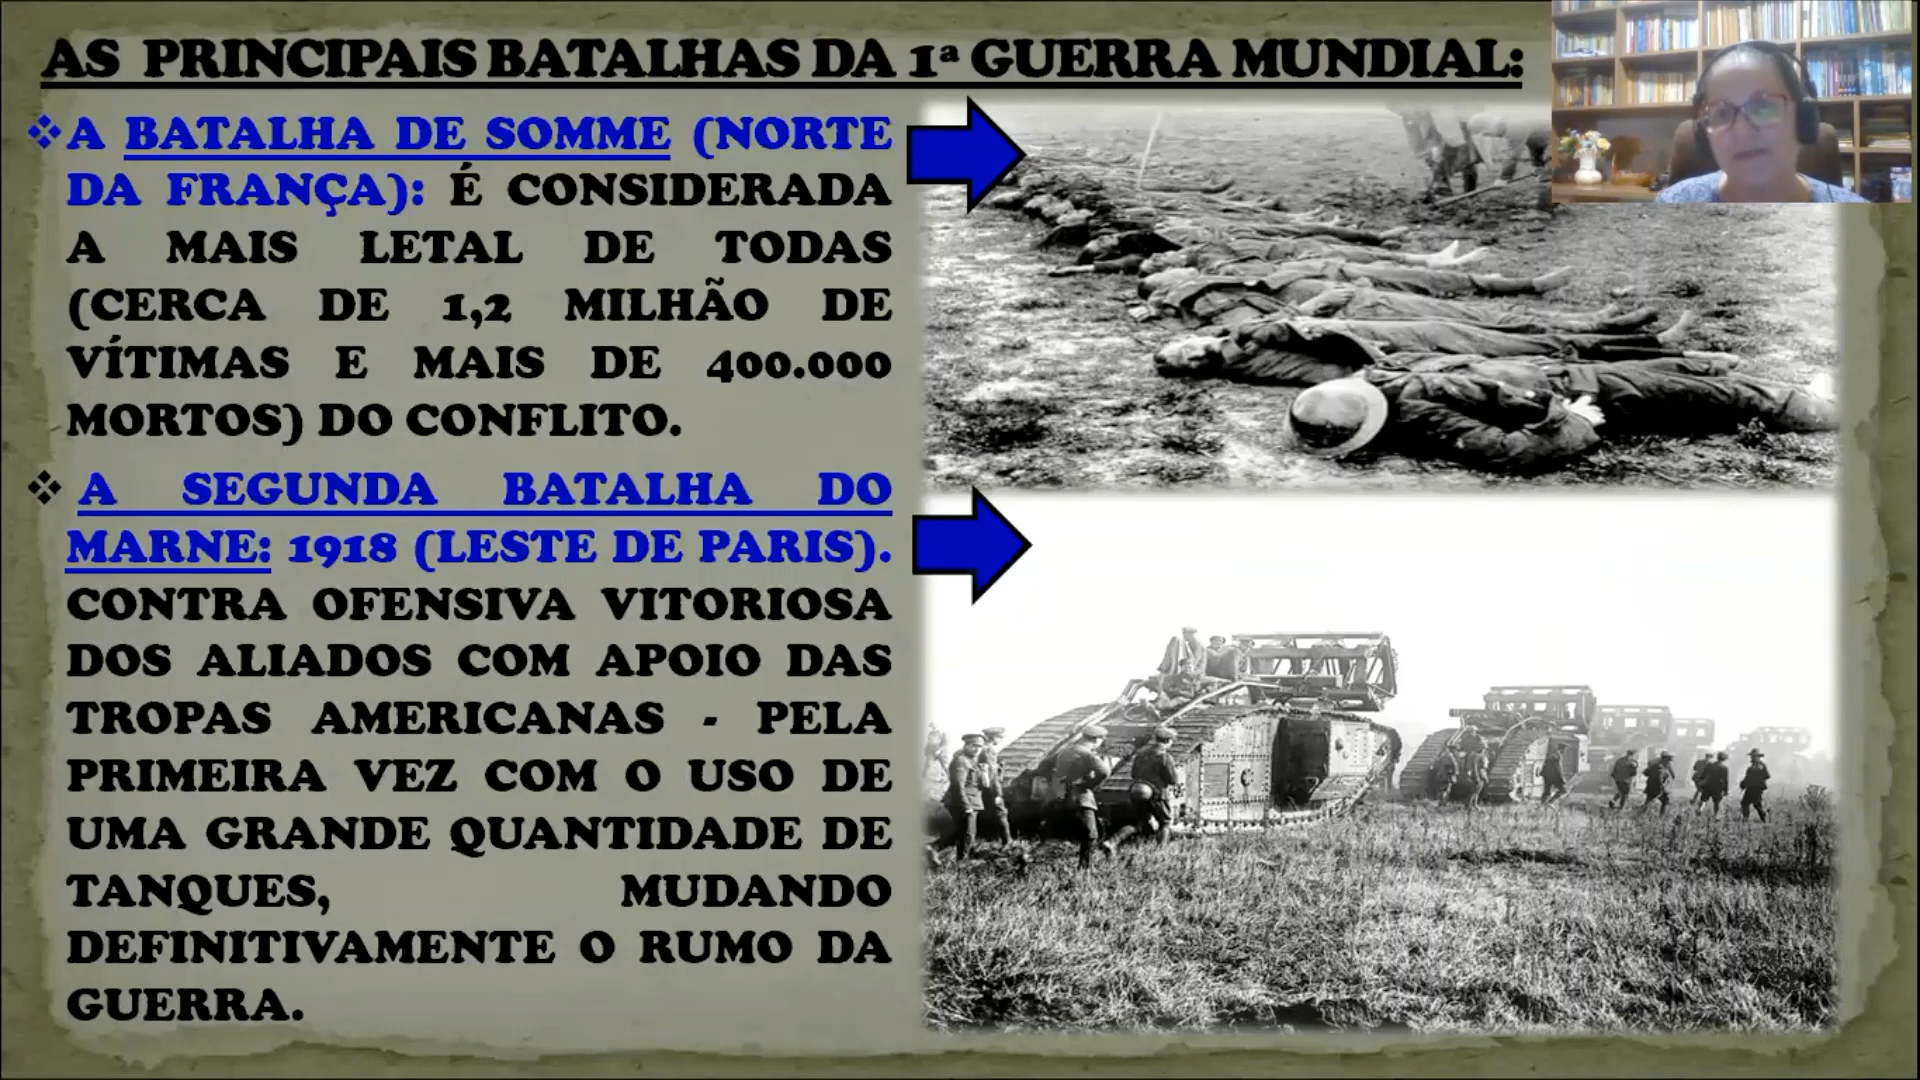 AS PRINCIPAIS BATALHAS DA 1ª GUERRA MUNDIAL:
A BATALHA DE SOMME (NORTE
DA FRANÇA): É CONSIDERADA
A MAIS LETAL DE TODAS
(CERCA DE 1,2 MILHÃO DE
VÍTIMAS E MAIS DE 400.000
MORTOS) DO CONFLITO.
A SEGUNDA BATALHA DO
MARNE: 1918 (LESTE DE PARIS).
CONTRA OFENSIVA VITORIOSA
DOS ALIADOS COM APOIO DAS
TROPAS AMERICANAS - PELA
PRIMEIRA VEZ COM O USO DE
UMA GRANDE QUANTIDADE DE
TANQUES, MUDANDO
DEFINITIVAMENTE O RUMO DA
GUERRA.